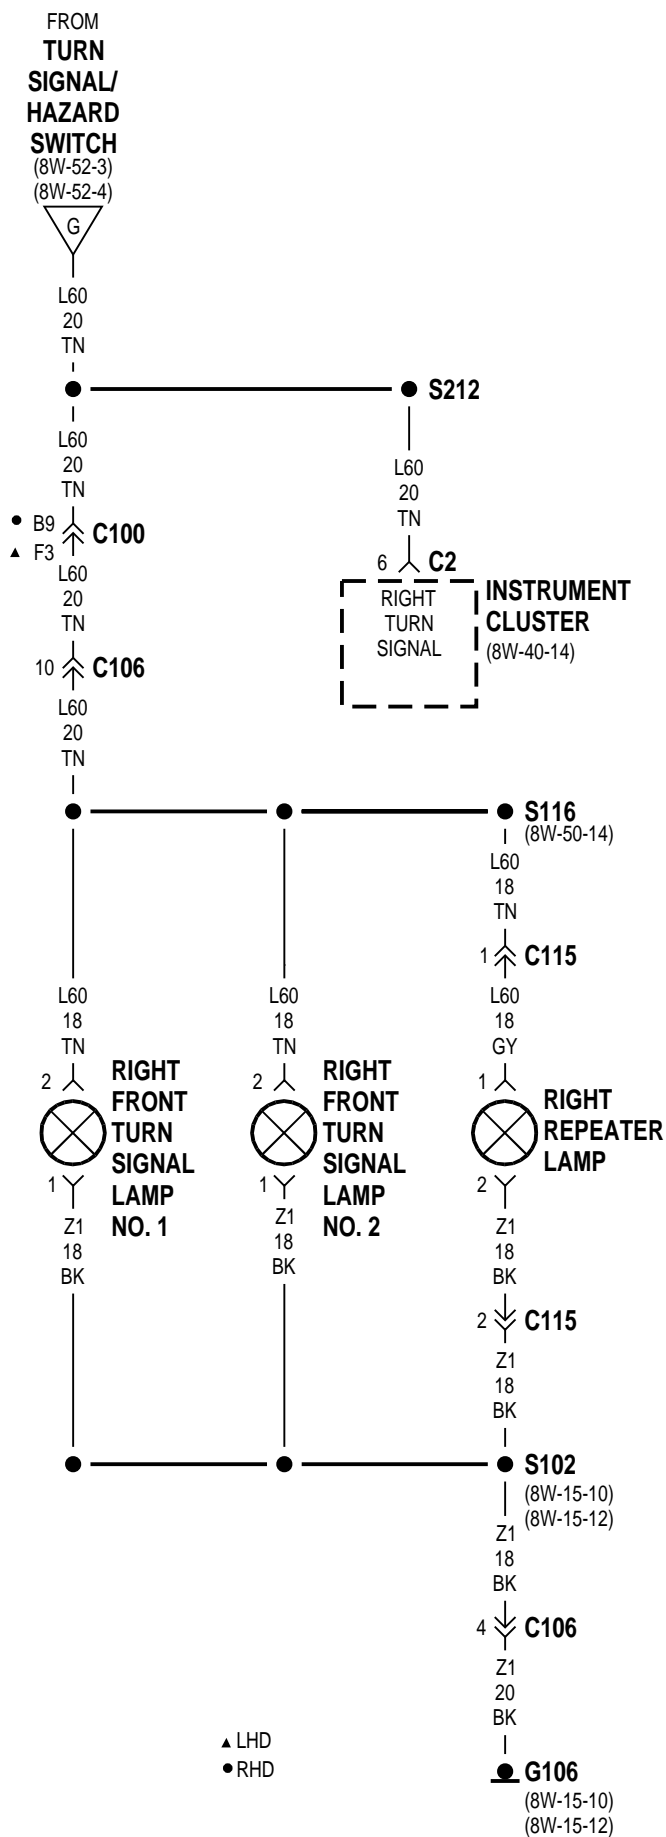 FROM
TURN
SIGNAL/
HAZARD
SWITCH
(8W-52-3)
(8W-52-4)
G
L60
20
TN
S212
L60
20
TN
B9
F3
C100
L60
20
TN
6
C2
RIGHT
TURN
SIGNAL
INSTRUMENT
CLUSTER
(8W-40-14)
L60
20
TN
10
C106
L60
20
TN
S116
(8W-50-14)
L60
18
TN
1
C115
L60
18
TN
2
RIGHT
FRONT
TURN
SIGNAL
LAMP
NO. 1
1
Z1
18
BK
L60
18
TN
2
RIGHT
FRONT
TURN
SIGNAL
LAMP
NO. 2
1
Z1
18
BK
L60
18
GY
1
RIGHT
REPEATER
LAMP
2
Z1
18
BK
2
C115
Z1
18
BK
S102
(8W-15-10)
(8W-15-12)
Z1
18
BK
4
C106
Z1
20
BK
G106
(8W-15-10)
(8W-15-12)
▲ LHD
● RHD